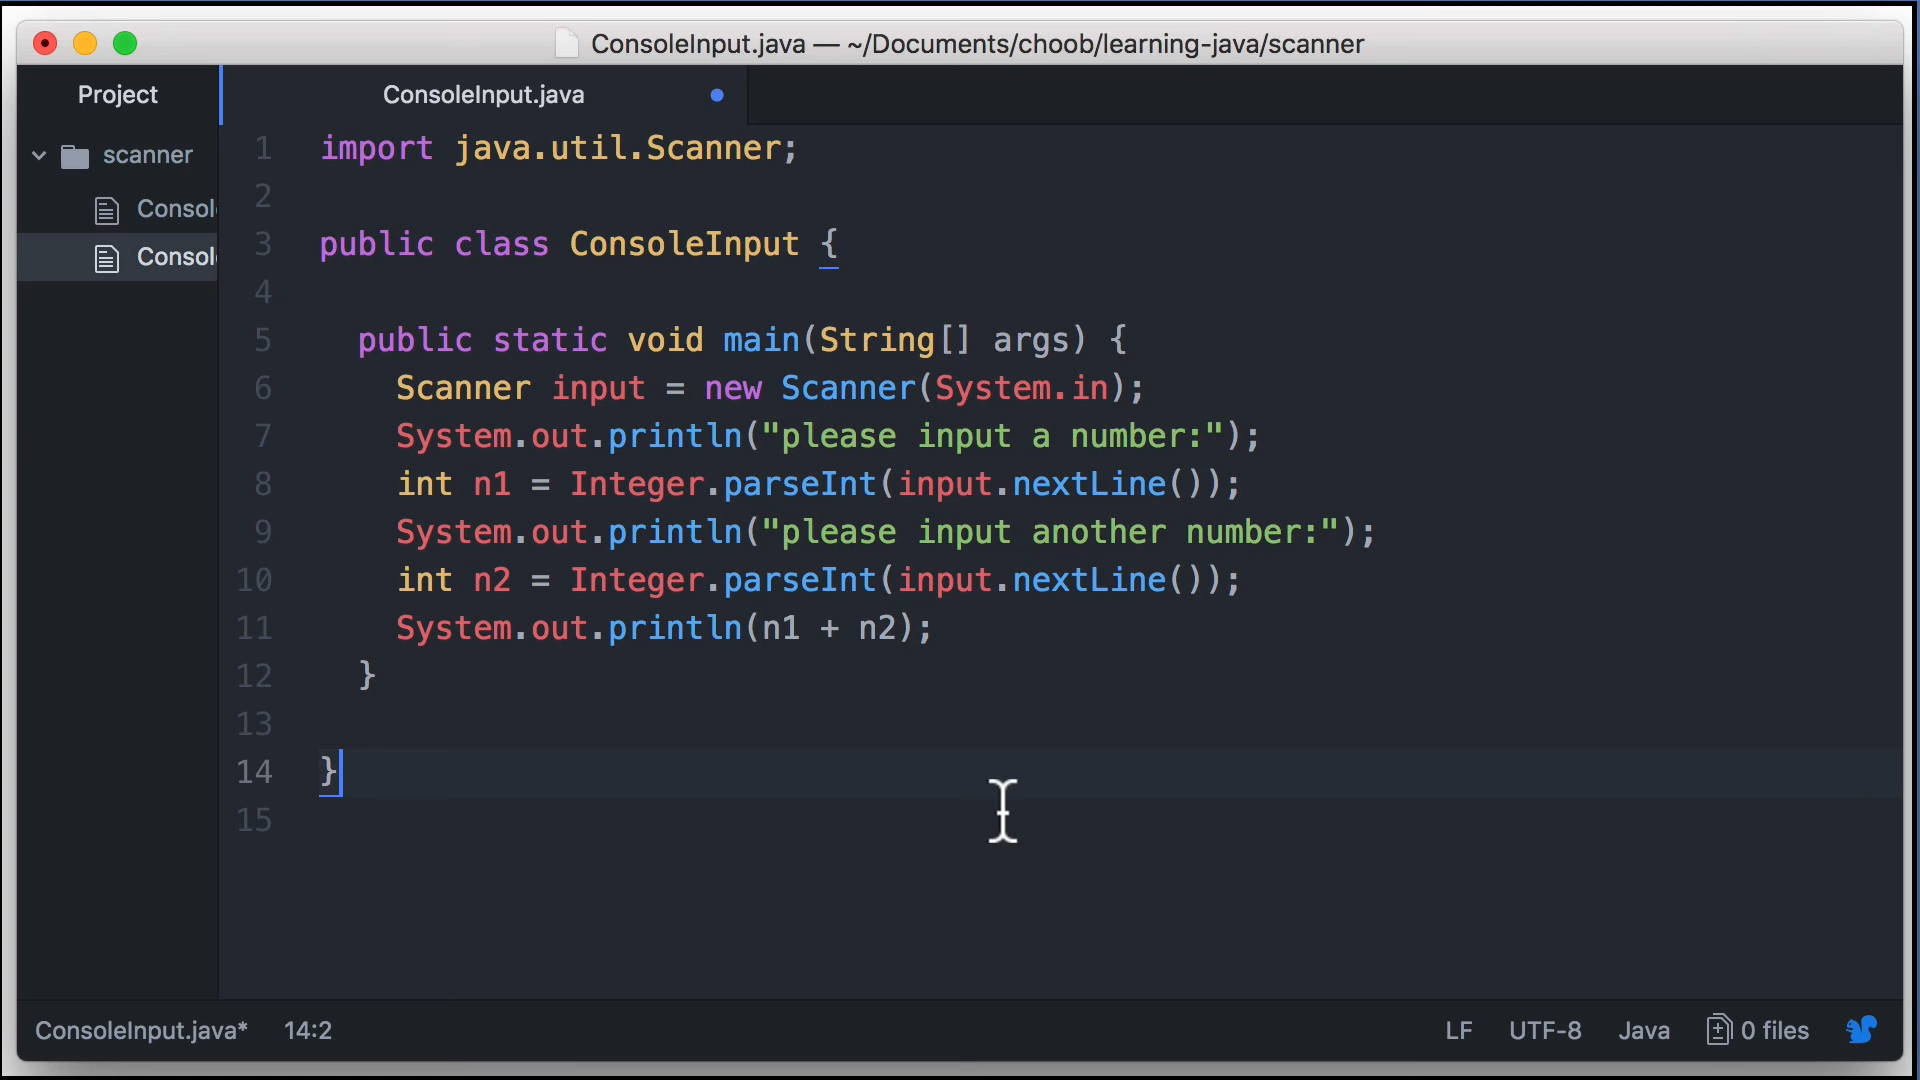 ConsoleInput.java — ~/Documents/choob/learning-java/scanner
Project
ConsoleInput.java
scanner
Consol
Consol
1 import java.util.Scanner;
2
3 public class ConsoleInput {
4
5 public static void main(String[] args) {
6 Scanner input = new Scanner(System.in);
7 System.out.println("please input a number:");
8 int n1 = Integer.parseInt(input.nextLine());
9 System.out.println("please input another number:");
10 int n2 = Integer.parseInt(input.nextLine());
11 System.out.println(n1 + n2);
12 }
13
14 }
15
ConsoleInput.java* 14:2 LF UTF-8 Java 0 files